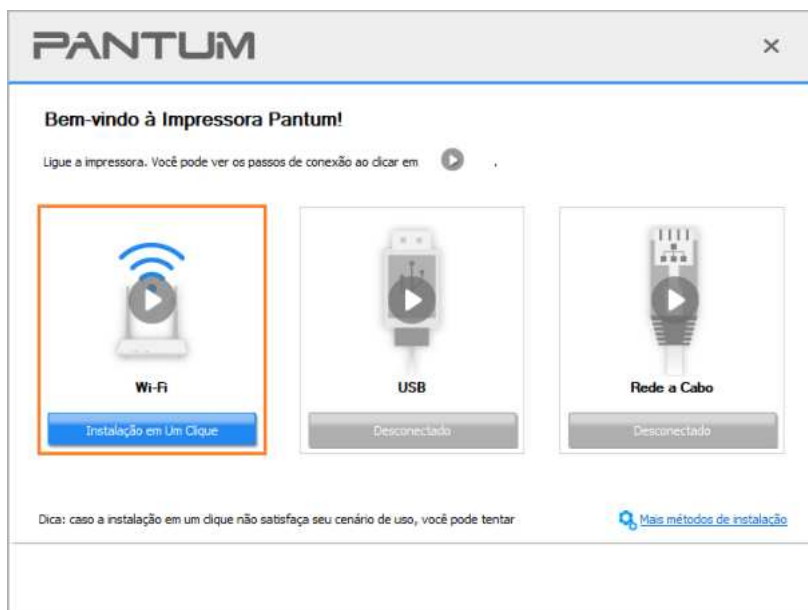 PANTUM
Bem-vindo à Impressora Pantum!
Ligue a impressora. Você pode ver os passos de conexão ao clicar em .
Wi-Fi
USB
Rede a Cabo
Instalação em Um Clique
Desconectado
Desconectado
Dica: caso a instalação em um clique não satisfaça seu cenário de uso, você pode tentar
Mais métodos de instalação